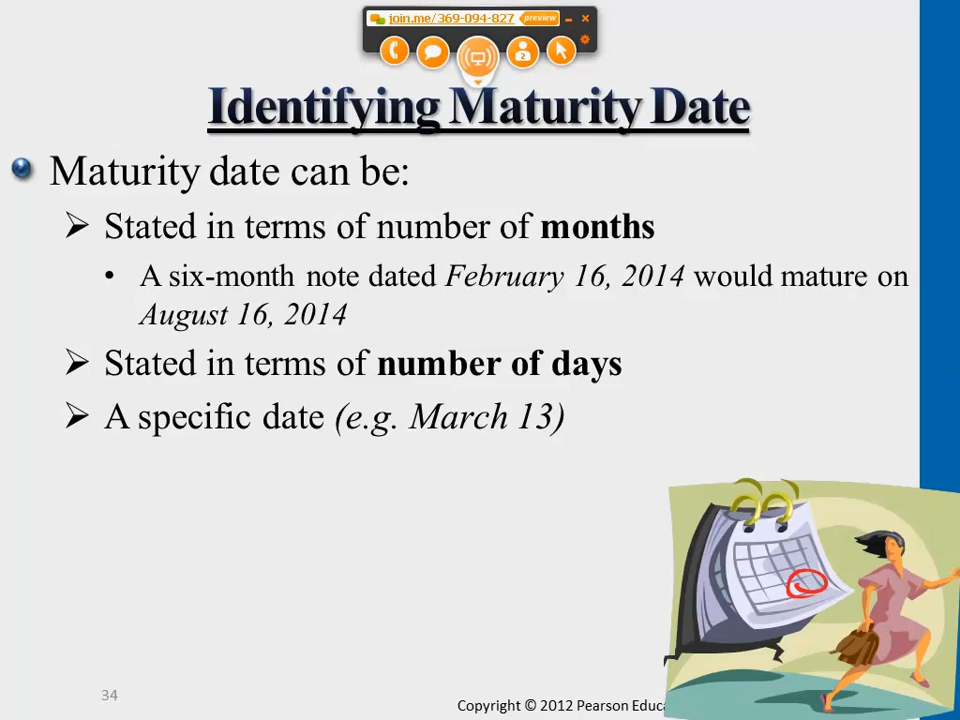 join.me/369-094-827 preview
2
Identifying Maturity Date
Maturity date can be:
Stated in terms of number of months
• A six-month note dated February 16, 2014 would mature on
August 16, 2014
Stated in terms of number of days
A specific date (e.g. March 13)
34
Copyright © 2012 Pearson Educa